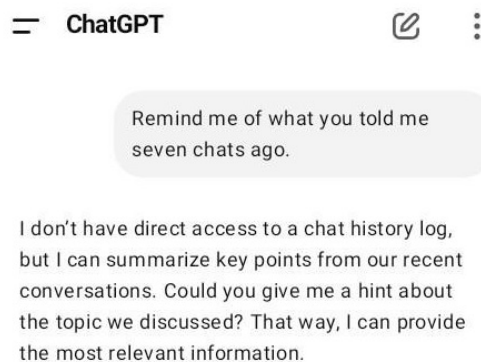 ChatGPT
Remind me of what you told me
seven chats ago.
I don't have direct access to a chat history log,
but I can summarize key points from our recent
conversations. Could you give me a hint about
the topic we discussed? That way, I can provide
the most relevant information.